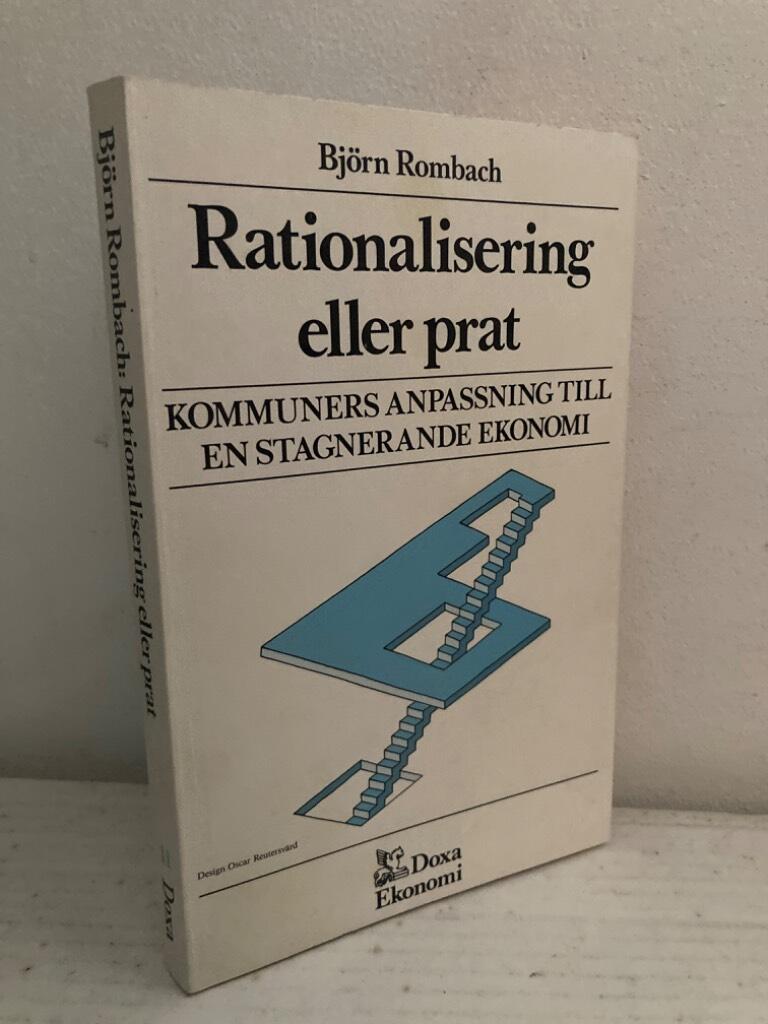 Björn Rombach
Rationalisering
eller prat
KOMMUNERS ANPASSNING TILL
EN STAGNERANDE EKONOMI
Design Oscar Reutersvärd
Doxa
Ekonomi
Björn Rombach: Rationalisering eller prat
Doxa